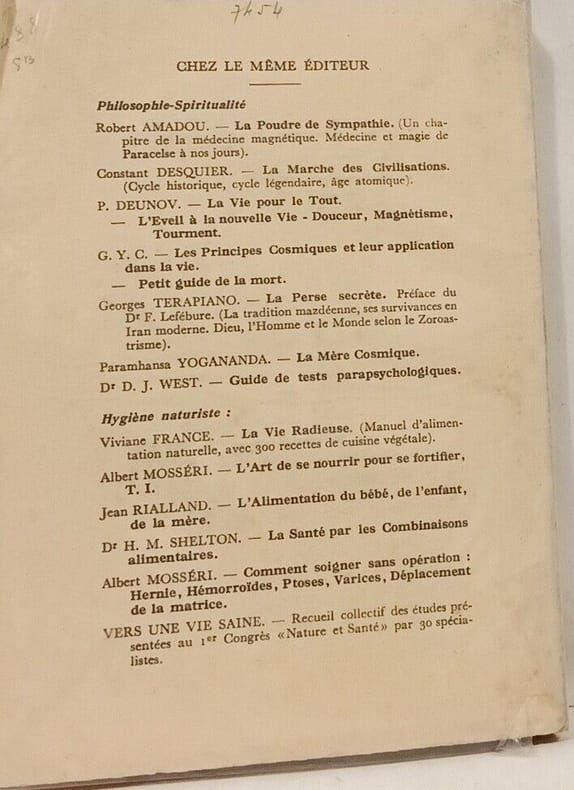 7454
CHEZ LE MÊME ÉDITEUR
Philosophie-Spiritualité
Robert AMADOU. — La Poudre de Sympathie. (Un cha-
pitre de la médecine magnétique. Médecine et magie de
Paracelse à nos jours).
Constant DESQUIER. — La Marche des Civilisations.
(Cycle historique, cycle légendaire, âge atomique).
P. DEUNOV. — La Vie pour le Tout.
— L'Eveil à la nouvelle Vie - Douceur, Magnétisme,
Tourment.
G. Y. C. — Les Principes Cosmiques et leur application
dans la vie.
— Petit guide de la mort.
Georges TERAPIANO. — La Perse secrète. Préface du
Dr F. Lefébure. (La tradition mazdéenne, ses survivances en
Iran moderne. Dieu, l'Homme et le Monde selon le Zoroas-
trisme).
Paramhansa YOGANANDA. — La Mère Cosmique.
Dr D. J. WEST. — Guide de tests parapsychologiques.
Hygiène naturiste :
Viviane FRANCE. — La Vie Radieuse. (Manuel d'alimen-
tation naturelle, avec 300 recettes de cuisine végétale).
Albert MOSSÉRI. — L'Art de se nourrir pour se fortifier,
T. I.
Jean RIALLAND. — L'Alimentation du bébé, de l'enfant,
de la mère.
Dr H. M. SHELTON. — La Santé par les Combinaisons
alimentaires.
Albert MOSSÉRI. — Comment soigner sans opération :
Hernie, Hémorroïdes, Ptoses, Varices, Déplacement
de la matrice.
VERS UNE VIE SAINE. — Recueil collectif des études pré-
sentées au 1er Congrès «Nature et Santé» par 30 spécia-
listes.